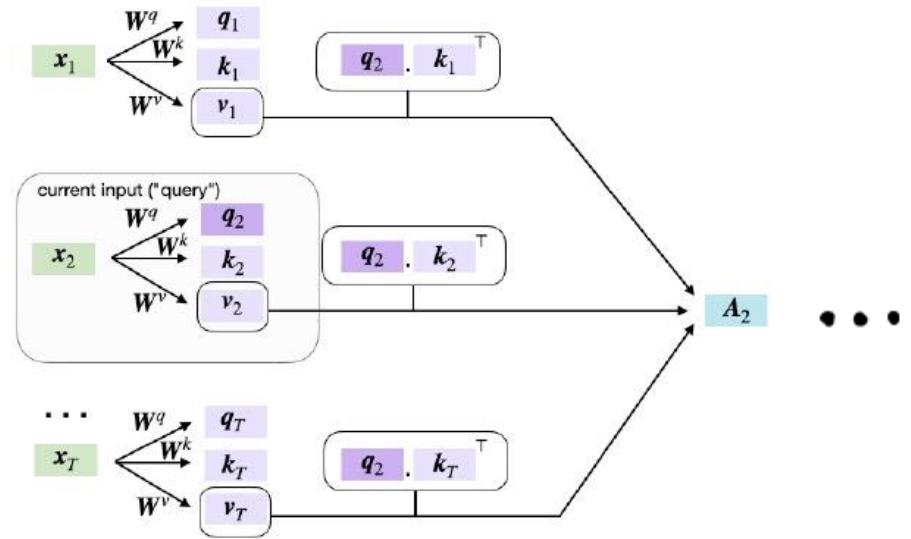 W^q q_1
x_1 W^k k_1 q_2 . k_1^⊤
W^v v_1
current input ("query")
W^q q_2
x_2 W^k k_2 q_2 . k_2^⊤
W^v v_2
A_2 • • •
. . .
W^q q_T
x_T W^k k_T q_2 . k_T^⊤
W^v v_T